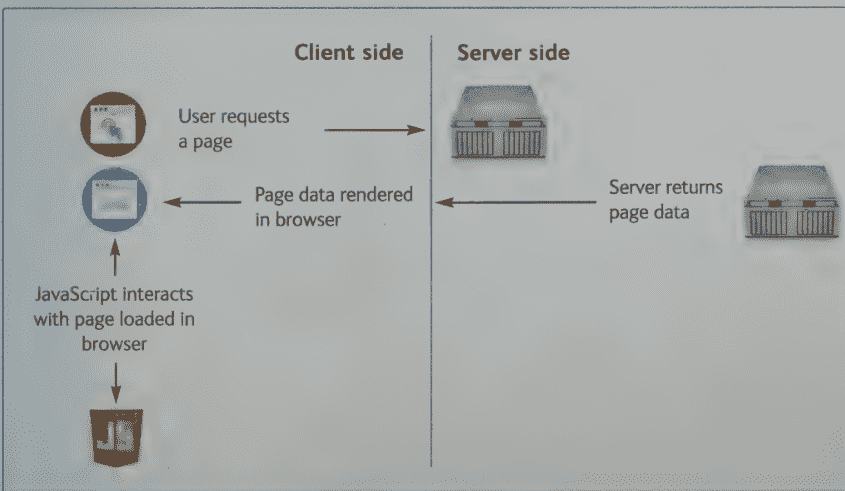 Client side
Server side
User requests
a page
Page data rendered
in browser
Server returns
page data
JavaScript interacts
with page loaded in
browser
JS